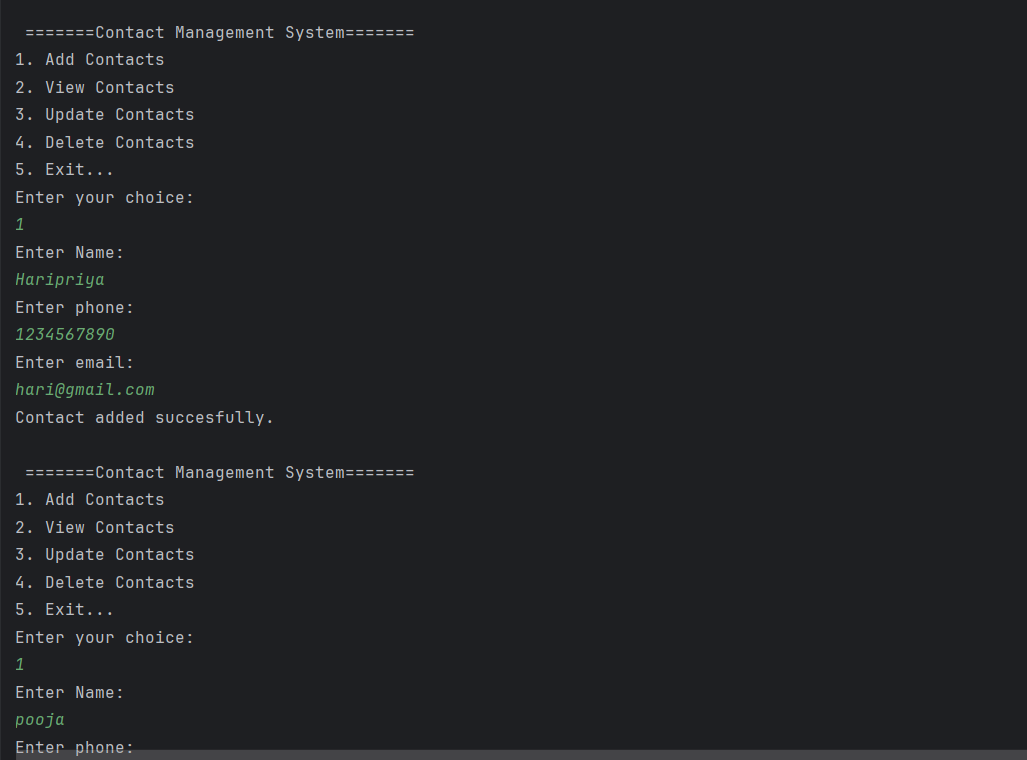 =======Contact Management System=======
1. Add Contacts
2. View Contacts
3. Update Contacts
4. Delete Contacts
5. Exit...
Enter your choice:
1
Enter Name:
Haripriya
Enter phone:
1234567890
Enter email:
hari@gmail.com
Contact added succesfully.
=======Contact Management System=======
1. Add Contacts
2. View Contacts
3. Update Contacts
4. Delete Contacts
5. Exit...
Enter your choice:
1
Enter Name:
pooja
Enter phone: